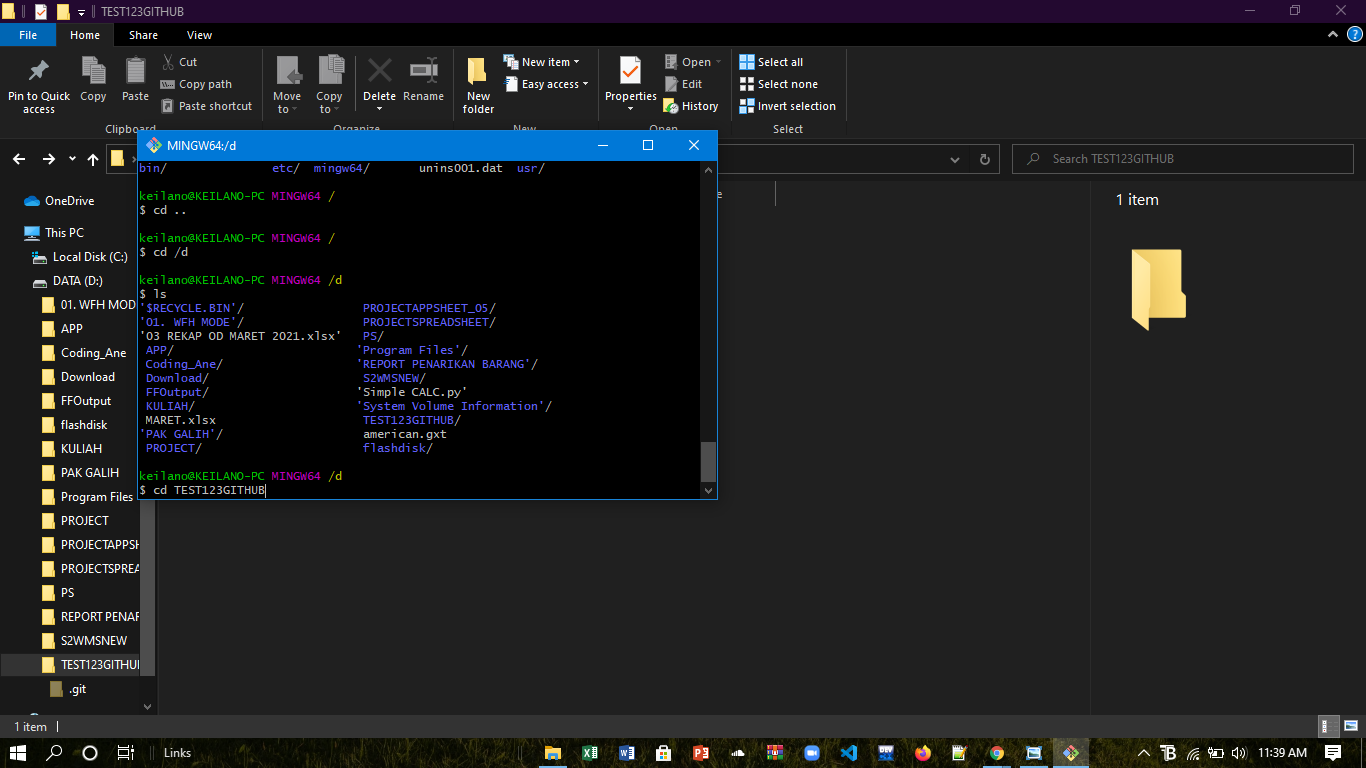 TEST123GITHUB
File Home Share View
Pin to Quick access
Copy
Paste
Cut
Copy path
Paste shortcut
Clipboard
Move to
Copy to
Delete
Rename
Organize
New folder
New item
Easy access
New
Properties
Open
Edit
History
Open
Select all
Select none
Invert selection
Select
Search TEST123GITHUB
OneDrive
This PC
Local Disk (C:)
DATA (D:)
01. WFH MOD
APP
Coding_Ane
Download
FFOutput
flashdisk
KULIAH
PAK GALIH
Program Files
PROJECT
PROJECTAPPSH
PROJECTSPREA
PS
REPORT PENAR
S2WMSNEW
TEST123GITHUB
.git
MINGW64:/d
bin/ etc/ mingw64/ unins001.dat usr/
keilano@KEILANO-PC MINGW64 /
$ cd ..
keilano@KEILANO-PC MINGW64 /
$ cd /d
keilano@KEILANO-PC MINGW64 /d
$ ls
'$RECYCLE.BIN'/ PROJECTAPPSHEET_05/
'01. WFH MODE'/ PROJECTSPREADSHEET/
'03 REKAP OD MARET 2021.xlsx' PS/
APP/ 'Program Files'/
Coding_Ane/ 'REPORT PENARIKAN BARANG'/
Download/ S2WMSNEW/
FFOutput/ 'Simple CALC.py'
KULIAH/ 'System Volume Information'/
MARET.xlsx TEST123GITHUB/
'PAK GALIH'/ american.gxt
PROJECT/ flashdisk/
keilano@KEILANO-PC MINGW64 /d
$ cd TEST123GITHUB
e
1 item
1 item
Links
11:39 AM